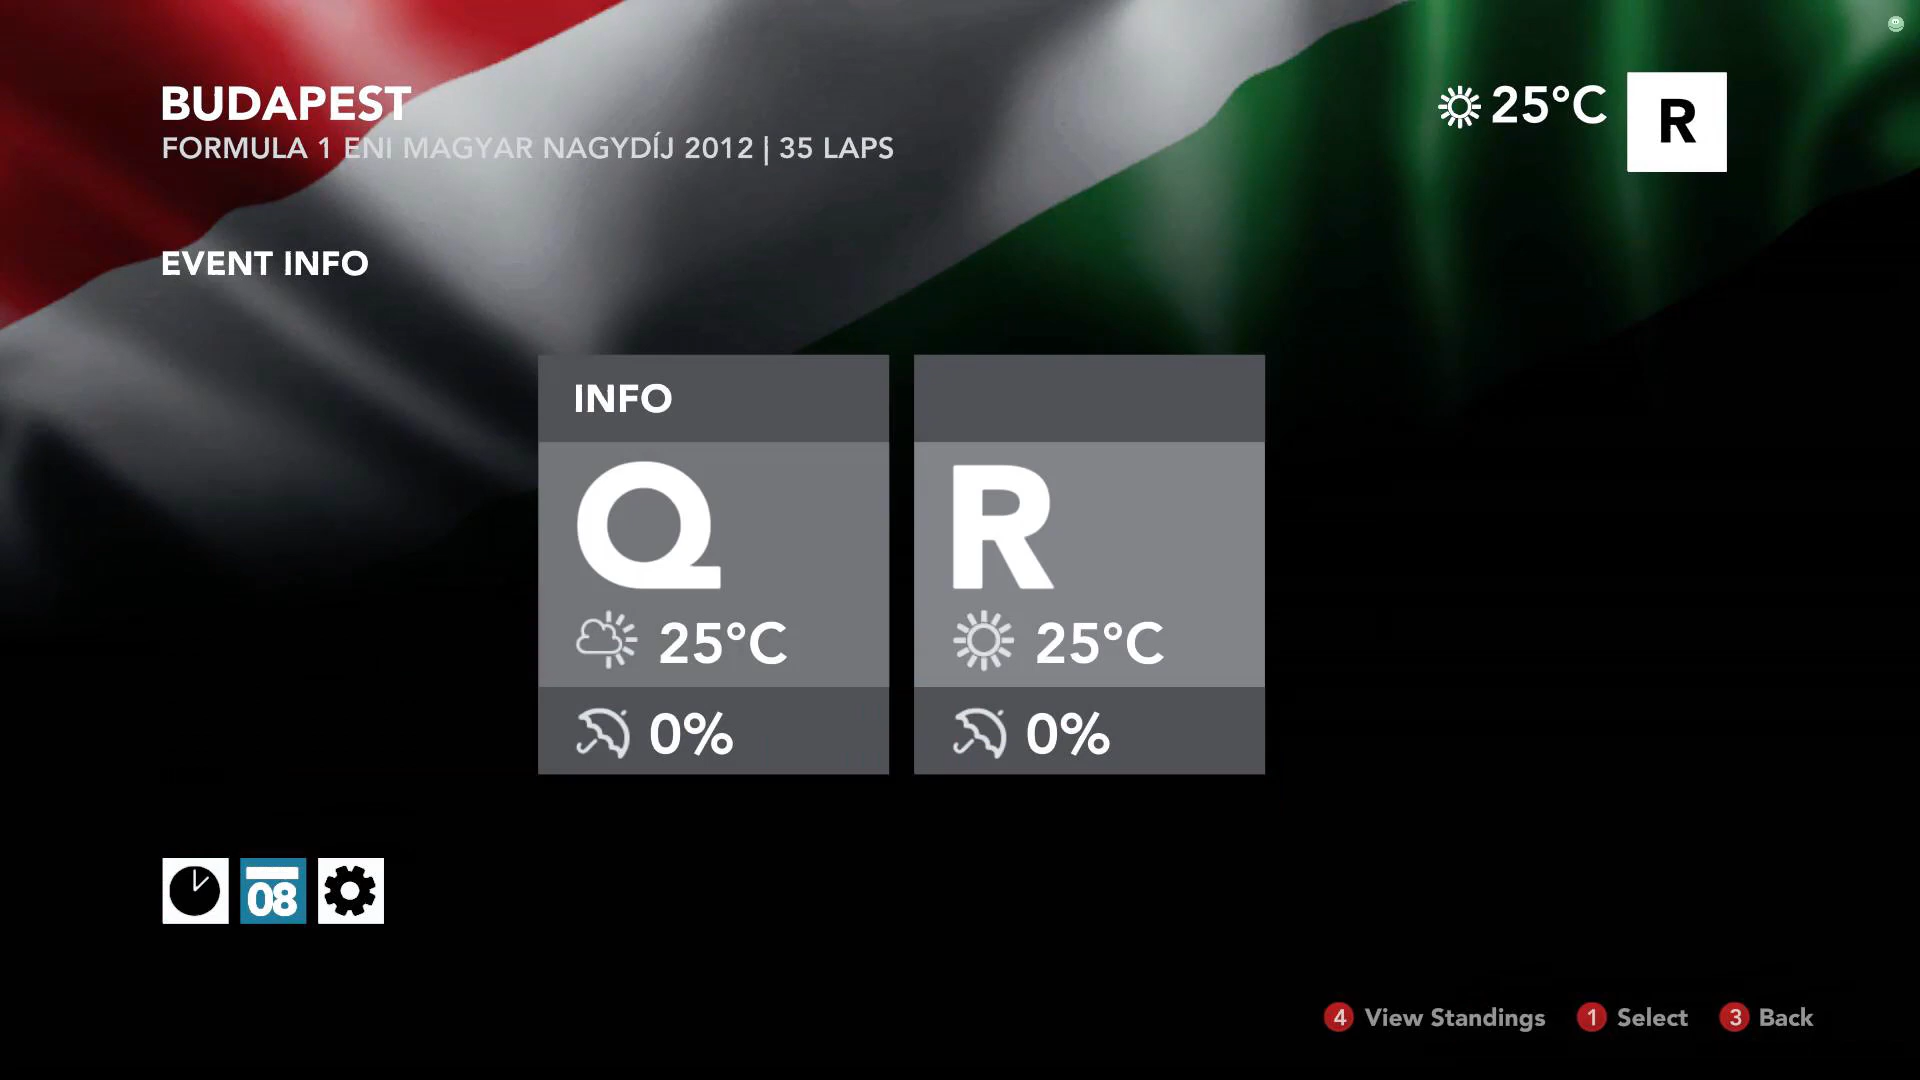 BUDAPEST
FORMULA 1 ENI MAGYAR NAGYDÍJ 2012 | 35 LAPS
25°C
R
EVENT INFO
INFO
Q
25°C
0%
R
25°C
0%
08
4 View Standings
1 Select
3 Back